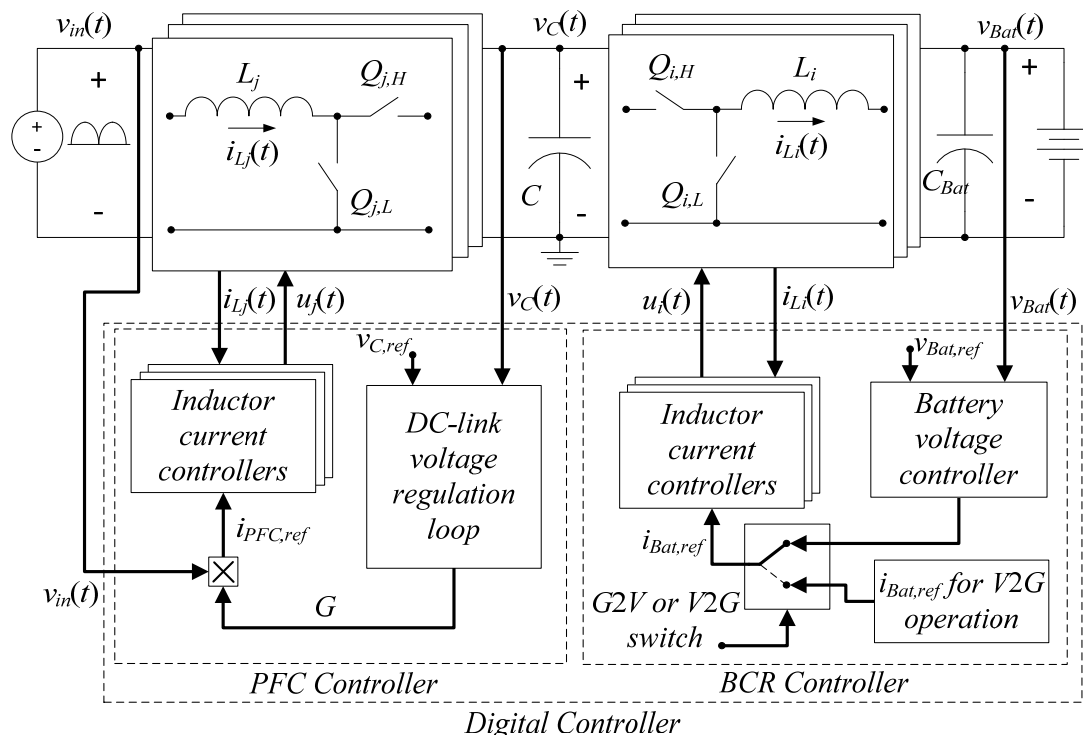 v_in(t)
v_C(t)
v_Bat(t)
+
-
L_j
Q_j,H
i_Lj(t)
Q_j,L
+
-
+
-
C
Q_i,H
L_i
i_Li(t)
Q_i,L
+
-
C_Bat
i_Lj(t)
u_j(t)
v_C(t)
u_i(t)
i_Li(t)
v_Bat(t)
v_C,ref
Inductor
current
controllers
DC-link
voltage
regulation
loop
i_PFC,ref
v_in(t)
G
PFC Controller
v_Bat,ref
Inductor
current
controllers
Battery
voltage
controller
i_Bat,ref
G2V or V2G
switch
i_Bat,ref for V2G
operation
BCR Controller
Digital Controller